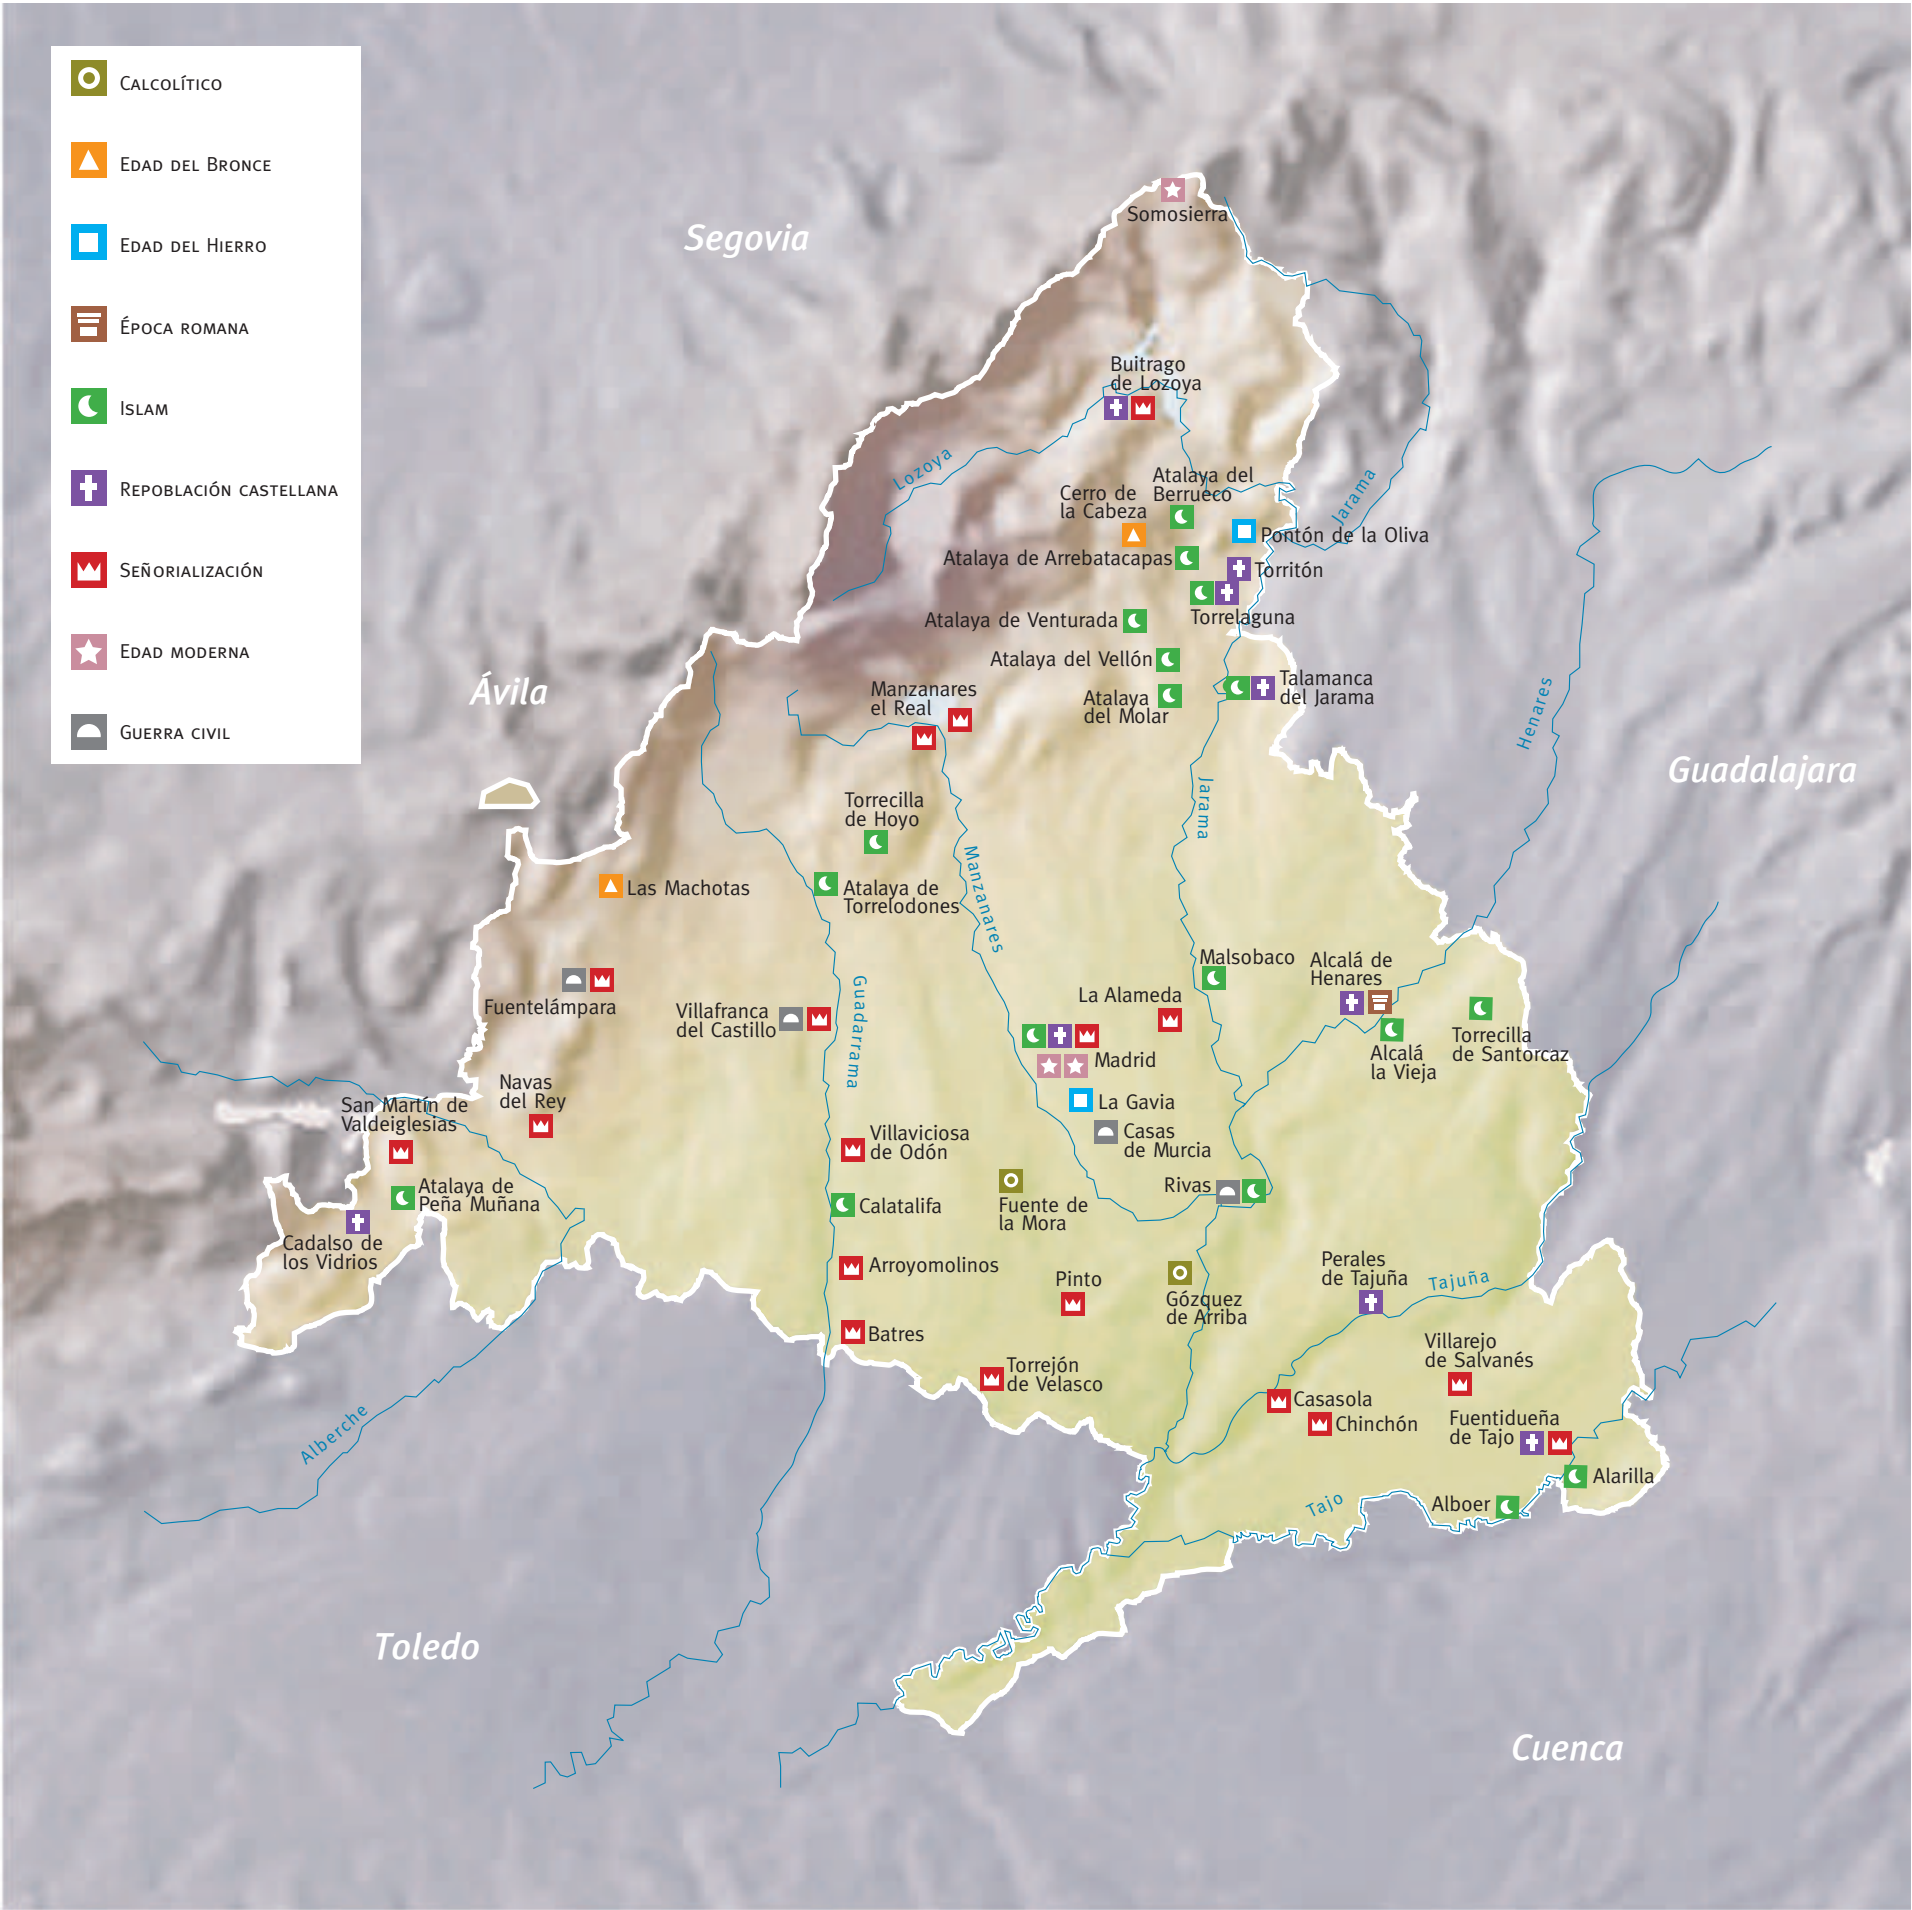 Calcolítico
Edad del Bronce
Edad del Hierro
Época romana
Islam
Repoblación castellana
Señorialización
Edad moderna
Guerra civil
Somosierra
Segovia
Buitrago
de Lozoya
Lozoya
Atalaya del
Berrueco
Cerro de
la Cabeza
Jarama
Pontón de la Oliva
Atalaya de Arrebatacapas
Torritón
Torrelaguna
Atalaya de Venturada
Atalaya del Vellón
Ávila
Manzanares
el Real
Atalaya
del Molar
Talamanca
del Jarama
Henares
Guadalajara
Torrecilla
de Hoyo
Jarama
Manzanares
Las Machotas
Atalaya de
Torrelodones
Malsobaco
Alcalá de
Henares
Fuentelámpara
Villafranca
del Castillo
Guadarrama
La Alameda
Madrid
Alcalá
la Vieja
Torrecilla
de Santorcaz
Navas
del Rey
San Martín de
Valdeiglesias
La Gavia
Casas
de Murcia
Villaviciosa
de Odón
Atalaya de
Peña Muñana
Calatalifa
Fuente de
la Mora
Rivas
Cadalso de
los Vidrios
Arroyomolinos
Pinto
Gózquez
de Arriba
Perales
de Tajuña
Tajuña
Batres
Torrejón
de Velasco
Villarejo
de Salvanés
Casasola
Chinchón
Fuentidueña
de Tajo
Alberche
Alarilla
Alboer
Tajo
Toledo
Cuenca